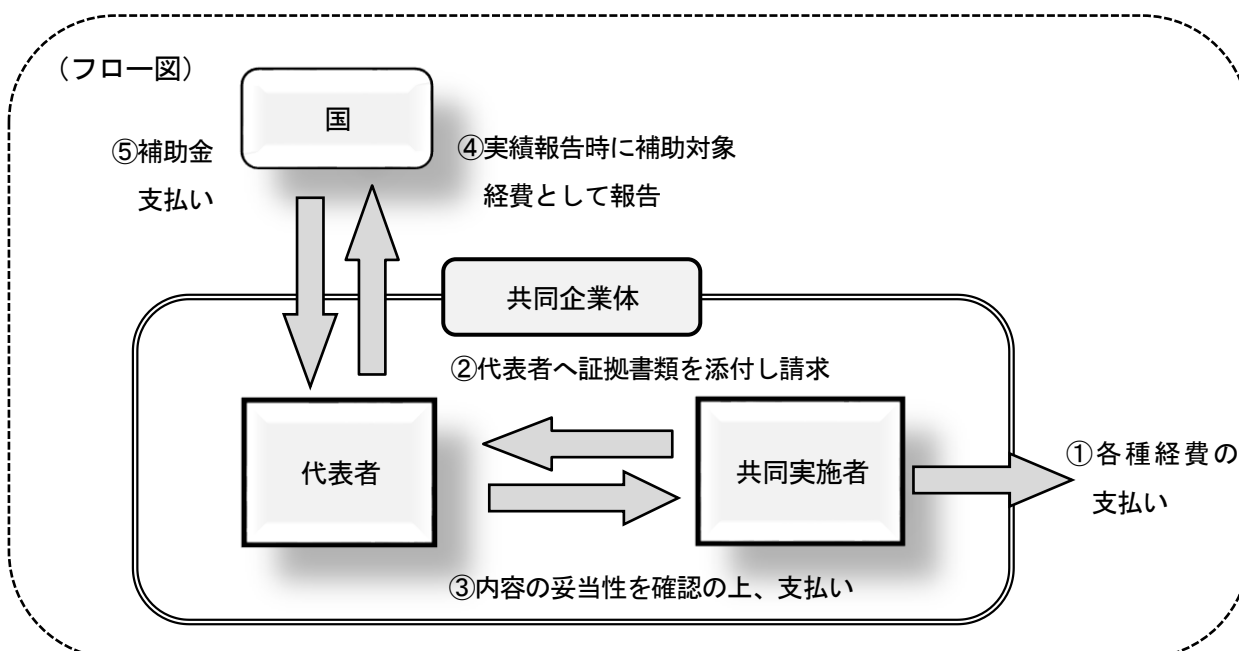 （フロー図）
国
⑤補助金
支払い
④実績報告時に補助対象
経費として報告
共同企業体
②代表者へ証拠書類を添付し請求
代表者
共同実施者
①各種経費の
支払い
③内容の妥当性を確認の上、支払い